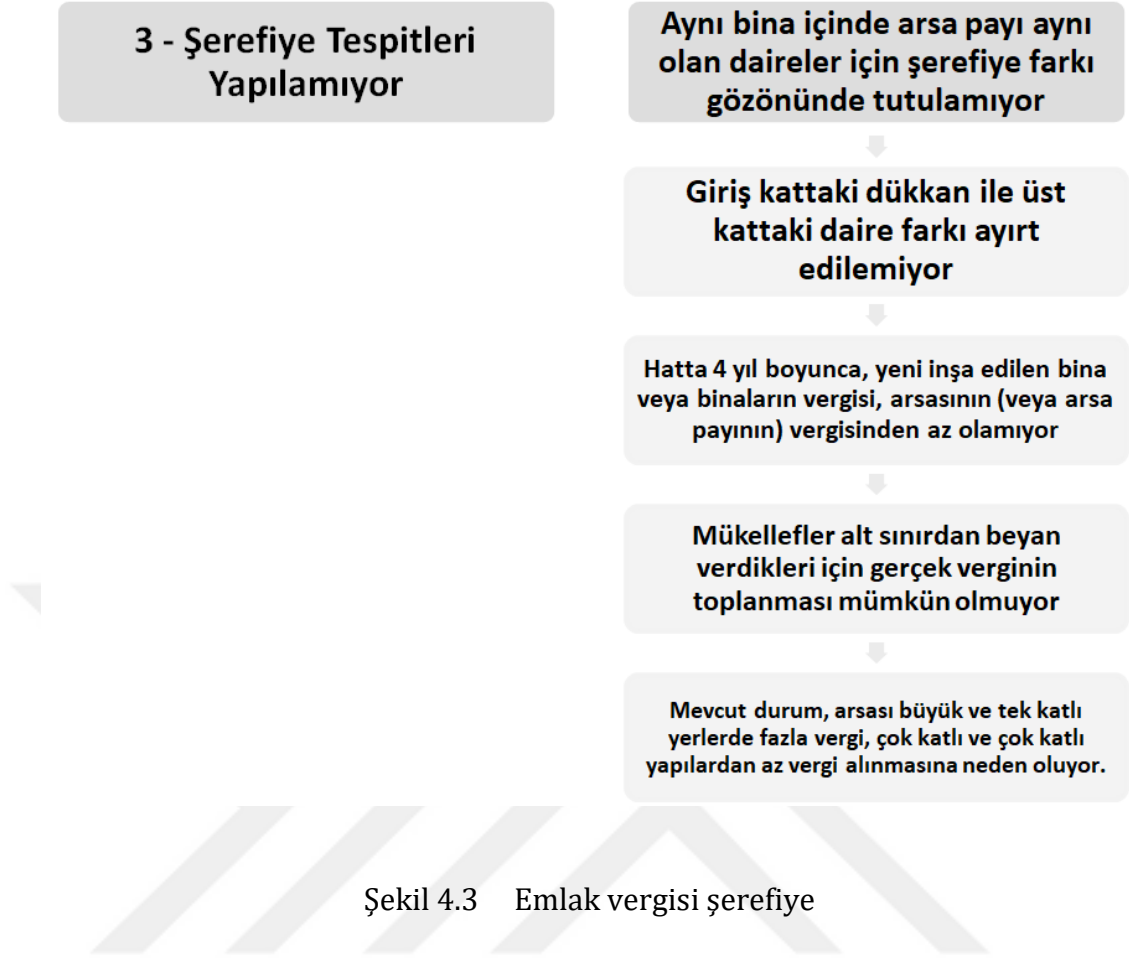 3 - Şerefiye Tespitleri
Yapılamıyor
Aynı bina içinde arsa payı aynı
olan daireler için şerefiye farkı
gözönünde tutulamıyor
Giriş kattaki dükkan ile üst
kattaki daire farkı ayırt
edilemiyor
Hatta 4 yıl boyunca, yeni inşa edilen bina
veya binaların vergisi, arsasının (veya arsa
payının) vergisinden az olamıyor
Mükellefler alt sınırdan beyan
verdikleri için gerçek verginin
toplanması mümkün olmuyor
Mevcut durum, arsası büyük ve tek katlı
yerlerde fazla vergi, çok katlı ve çok katlı
yapılardan az vergi alınmasına neden oluyor.
Şekil 4.3 Emlak vergisi şerefiye